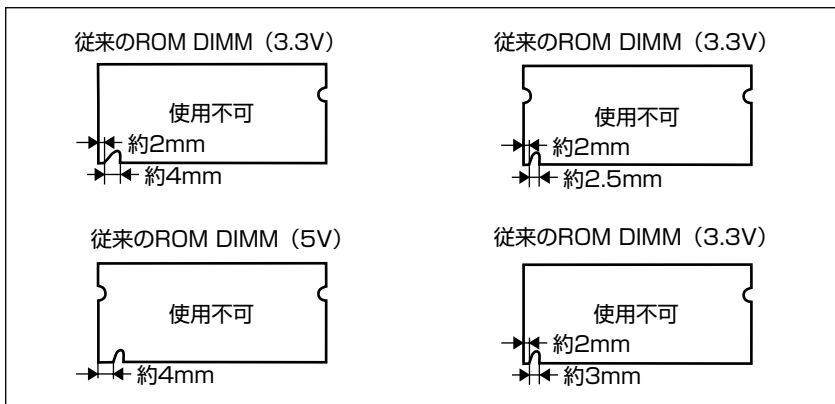 従来のROM DIMM（3.3V）
使用不可
約2mm
約4mm
従来のROM DIMM（3.3V）
使用不可
約2mm
約2.5mm
従来のROM DIMM（5V）
使用不可
約4mm
従来のROM DIMM（3.3V）
使用不可
約2mm
約3mm